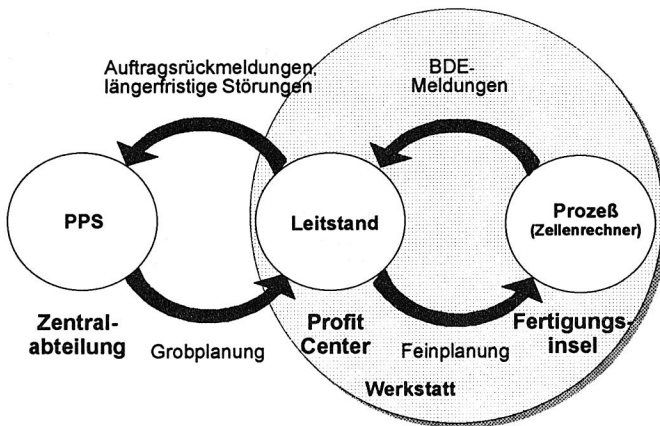 Auftragsrückmeldungen,
längerfristige Störungen
BDE-
Meldungen
PPS
Leitstand
Prozeß
(Zellenrechner)
Zentral-
abteilung
Grobplanung
Profit
Center
Feinplanung
Fertigungs-
insel
Werkstatt